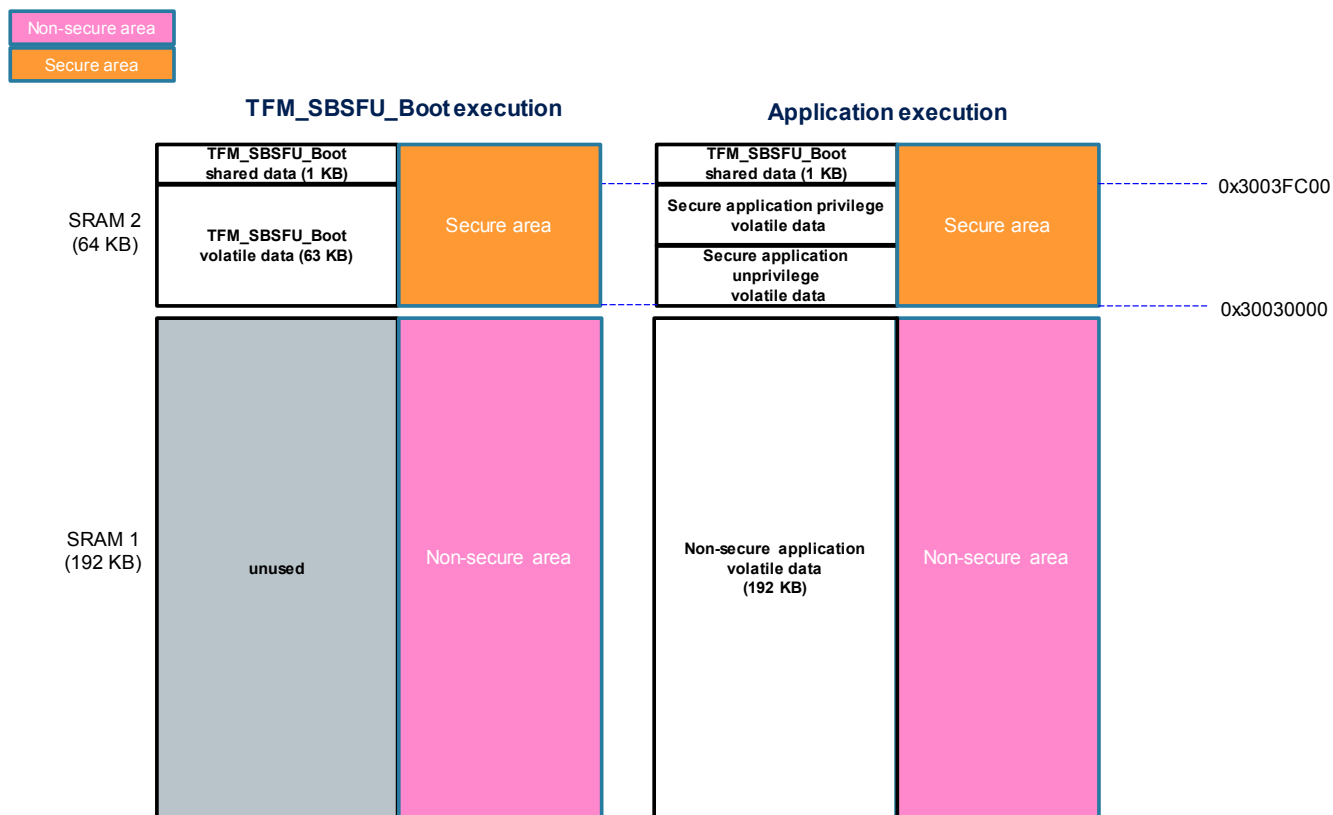 Non-secure area
Secure area
TFM_SBSFU_Boot execution
Application execution
SRAM 2
(64 KB)
TFM_SBSFU_Boot
shared data (1 KB)
TFM_SBSFU_Boot
volatile data (63 KB)
Secure area
TFM_SBSFU_Boot
shared data (1 KB)
Secure application privilege
volatile data
Secure application
unprivilege
volatile data
Secure area
0x3003FC00
0x30030000
SRAM 1
(192 KB)
unused
Non-secure area
Non-secure application
volatile data
(192 KB)
Non-secure area